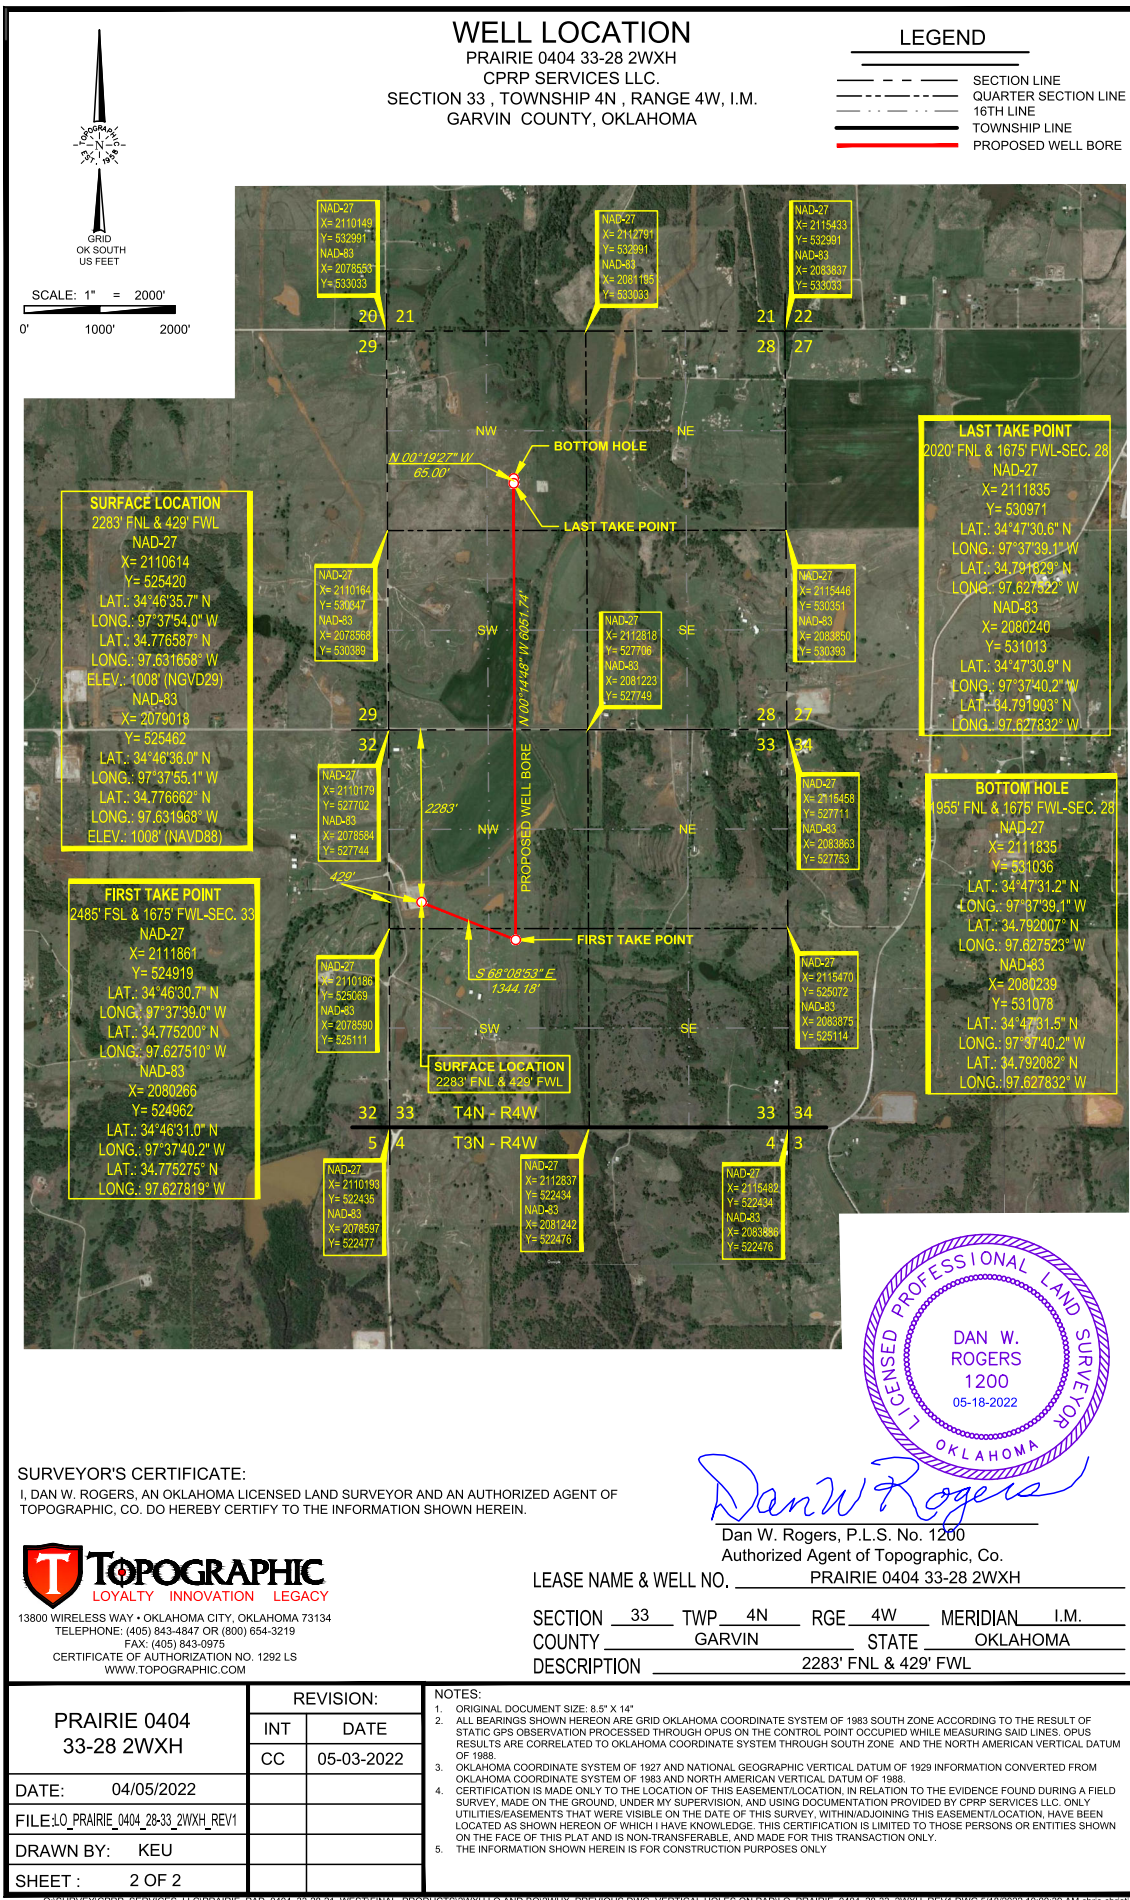 WELL LOCATION
PRAIRIE 0404 33-28 2WXH
CPRP SERVICES LLC.
SECTION 33 , TOWNSHIP 4N , RANGE 4W, I.M.
GARVIN COUNTY, OKLAHOMA
LEGEND
SECTION LINE
QUARTER SECTION LINE
16TH LINE
TOWNSHIP LINE
PROPOSED WELL BORE
TOPOGRAPHIC
N
EST. 1958
GRID
OK SOUTH
US FEET
SCALE: 1" = 2000'
0' 1000' 2000'
NAD-27
X= 2110149
Y= 532991
NAD-83
X= 2078553
Y= 533033
NAD-27
X= 2112791
Y= 532991
NAD-83
X= 2081195
Y= 533033
NAD-27
X= 2115433
Y= 532991
NAD-83
X= 2083837
Y= 533033
20 21
29
21 22
28 27
NW
NE
BOTTOM HOLE
N 00°19'27" W
65.00'
LAST TAKE POINT
SURFACE LOCATION
2283' FNL & 429' FWL
NAD-27
X= 2110614
Y= 525420
LAT.: 34°46'35.7" N
LONG.: 97°37'54.0" W
LAT.: 34.776587° N
LONG.: 97.631658° W
ELEV.: 1008' (NGVD29)
NAD-83
X= 2079018
Y= 525462
LAT.: 34°46'36.0" N
LONG.: 97°37'55.1" W
LAT.: 34.776662° N
LONG.: 97.631968° W
ELEV.: 1008' (NAVD88)
LAST TAKE POINT
2020' FNL & 1675' FWL-SEC. 28
NAD-27
X= 2111835
Y= 530971
LAT.: 34°47'30.6" N
LONG.: 97°37'39.1" W
LAT.: 34.791829° N
LONG.: 97.627522° W
NAD-83
X= 2080240
Y= 531013
LAT.: 34°47'30.9" N
LONG.: 97°37'40.2" W
LAT.: 34.791903° N
LONG.: 97.627832° W
NAD-27
X= 2110164
Y= 530347
NAD-83
X= 2078568
Y= 530389
SW
N 00°14'48" W 6051.74'
NAD-27
X= 2112818
Y= 527706
NAD-83
X= 2081223
Y= 527749
SE
NAD-27
X= 2115446
Y= 530351
NAD-83
X= 2083850
Y= 530393
29
32
28 27
33 34
NAD-27
X= 2110179
Y= 527702
NAD-83
X= 2078584
Y= 527744
2283'
NW
PROPOSED WELL BORE
NE
NAD-27
X= 2115458
Y= 527711
NAD-83
X= 2083863
Y= 527753
429'
FIRST TAKE POINT
S 68°08'53" E
1344.18'
FIRST TAKE POINT
2485' FSL & 1675' FWL-SEC. 33
NAD-27
X= 2111861
Y= 524919
LAT.: 34°46'30.7" N
LONG.: 97°37'39.0" W
LAT.: 34.775200° N
LONG.: 97.627510° W
NAD-83
X= 2080266
Y= 524962
LAT.: 34°46'31.0" N
LONG.: 97°37'40.2" W
LAT.: 34.775275° N
LONG.: 97.627819° W
BOTTOM HOLE
1955' FNL & 1675' FWL-SEC. 28
NAD-27
X= 2111835
Y= 531036
LAT.: 34°47'31.2" N
LONG.: 97°37'39.1" W
LAT.: 34.792007° N
LONG.: 97.627523° W
NAD-83
X= 2080239
Y= 531078
LAT.: 34°47'31.5" N
LONG.: 97°37'40.2" W
LAT.: 34.792082° N
LONG.: 97.627832° W
NAD-27
X= 2110186
Y= 525069
NAD-83
X= 2078590
Y= 525111
SW
SE
NAD-27
X= 2115470
Y= 525072
NAD-83
X= 2083875
Y= 525114
SURFACE LOCATION
2283' FNL & 429' FWL
32 33 T4N - R4W 33 34
5 4 T3N - R4W 4 3
NAD-27
X= 2110193
Y= 522435
NAD-83
X= 2078597
Y= 522477
NAD-27
X= 2112837
Y= 522434
NAD-83
X= 2081242
Y= 522476
NAD-27
X= 2115482
Y= 522434
NAD-83
X= 2083886
Y= 522476
LICENSED PROFESSIONAL LAND SURVEYOR
DAN W.
ROGERS
1200
05-18-2022
OKLAHOMA
SURVEYOR'S CERTIFICATE:
I, DAN W. ROGERS, AN OKLAHOMA LICENSED LAND SURVEYOR AND AN AUTHORIZED AGENT OF
TOPOGRAPHIC, CO. DO HEREBY CERTIFY TO THE INFORMATION SHOWN HEREIN.
Dan W Rogers
Dan W. Rogers, P.L.S. No. 1200
Authorized Agent of Topographic, Co.
T TOPOGRAPHIC
LOYALTY INNOVATION LEGACY
13800 WIRELESS WAY • OKLAHOMA CITY, OKLAHOMA 73134
TELEPHONE: (405) 843-4847 OR (800) 654-3219
FAX: (405) 843-0975
CERTIFICATE OF AUTHORIZATION NO. 1292 LS
WWW.TOPOGRAPHIC.COM
LEASE NAME & WELL NO. PRAIRIE 0404 33-28 2WXH
SECTION 33 TWP 4N RGE 4W MERIDIAN I.M.
COUNTY GARVIN STATE OKLAHOMA
DESCRIPTION 2283' FNL & 429' FWL
PRAIRIE 0404
33-28 2WXH
REVISION:
INT DATE
CC 05-03-2022
DATE: 04/05/2022
FILE:LO_PRAIRIE_0404_28-33_2WXH_REV1
DRAWN BY: KEU
SHEET : 2 OF 2
NOTES:
1. ORIGINAL DOCUMENT SIZE: 8.5" X 14"
2. ALL BEARINGS SHOWN HEREON ARE GRID OKLAHOMA COORDINATE SYSTEM OF 1983 SOUTH ZONE ACCORDING TO THE RESULT OF
STATIC GPS OBSERVATION PROCESSED THROUGH OPUS ON THE CONTROL POINT OCCUPIED WHILE MEASURING SAID LINES. OPUS
RESULTS ARE CORRELATED TO OKLAHOMA COORDINATE SYSTEM THROUGH SOUTH ZONE AND THE NORTH AMERICAN VERTICAL DATUM
OF 1988.
3. OKLAHOMA COORDINATE SYSTEM OF 1927 AND NATIONAL GEOGRAPHIC VERTICAL DATUM OF 1929 INFORMATION CONVERTED FROM
OKLAHOMA COORDINATE SYSTEM OF 1983 AND NORTH AMERICAN VERTICAL DATUM OF 1988.
4. CERTIFICATION IS MADE ONLY TO THE LOCATION OF THIS EASEMENT/LOCATION, IN RELATION TO THE EVIDENCE FOUND DURING A FIELD
SURVEY, MADE ON THE GROUND, UNDER MY SUPERVISION, AND USING DOCUMENTATION PROVIDED BY CPRP SERVICES LLC. ONLY
UTILITIES/EASEMENTS THAT WERE VISIBLE ON THE DATE OF THIS SURVEY, WITHIN/ADJOINING THIS EASEMENT/LOCATION, HAVE BEEN
LOCATED AS SHOWN HEREON OF WHICH I HAVE KNOWLEDGE. THIS CERTIFICATION IS LIMITED TO THOSE PERSONS OR ENTITIES SHOWN
ON THE FACE OF THIS PLAT AND IS NON-TRANSFERABLE, AND MADE FOR THIS TRANSACTION ONLY.
5. THE INFORMATION SHOWN HEREIN IS FOR CONSTRUCTION PURPOSES ONLY